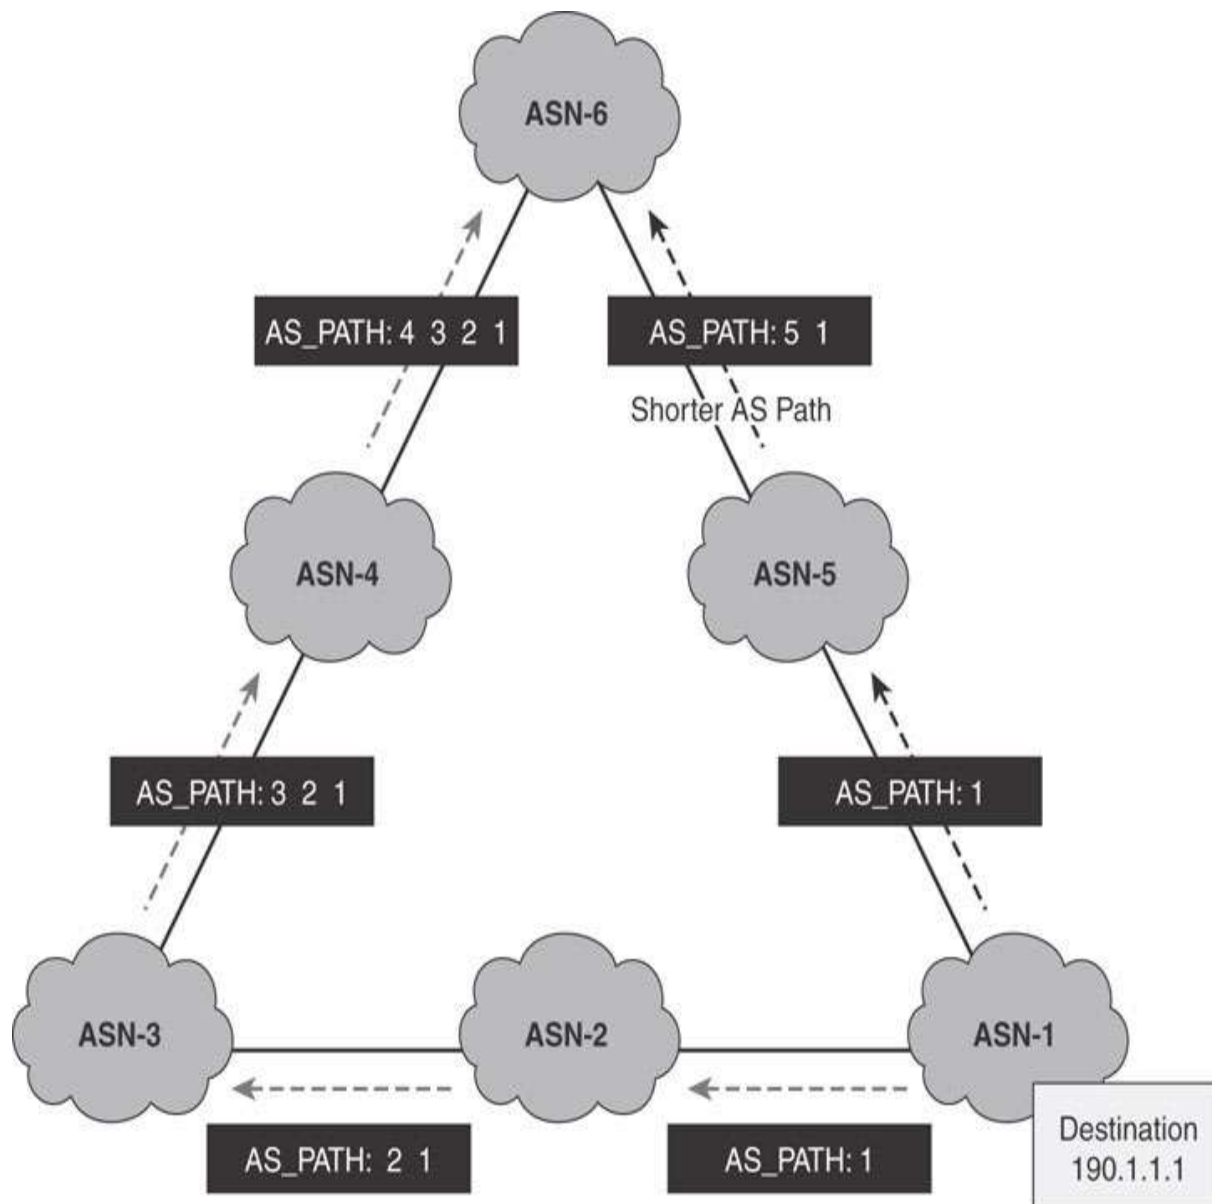 ASN-6
AS_PATH: 4 3 2 1
AS_PATH: 5 1
Shorter AS Path
ASN-4
ASN-5
AS_PATH: 3 2 1
AS_PATH: 1
ASN-3
ASN-2
ASN-1
AS_PATH: 2 1
AS_PATH: 1
Destination
190.1.1.1